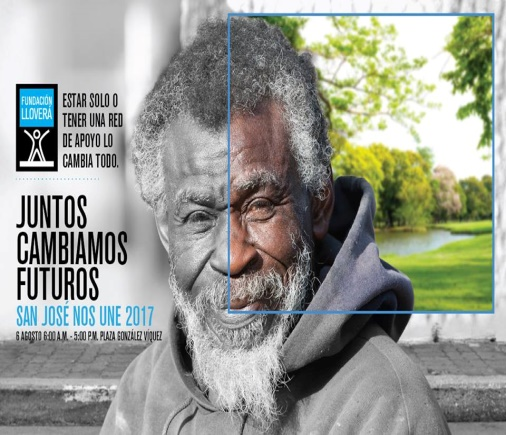 FUNDACIÓN
LLOVERÁ
ESTAR SOLO O
TENER UNA RED
DE APOYO LO
CAMBIA TODO.
JUNTOS
CAMBIAMOS
FUTUROS
SAN JOSÉ NOS UNE 2017
6 AGOSTO 6:00 A.M. - 5:00 P.M. PLAZA GONZÁLEZ VÍQUEZ